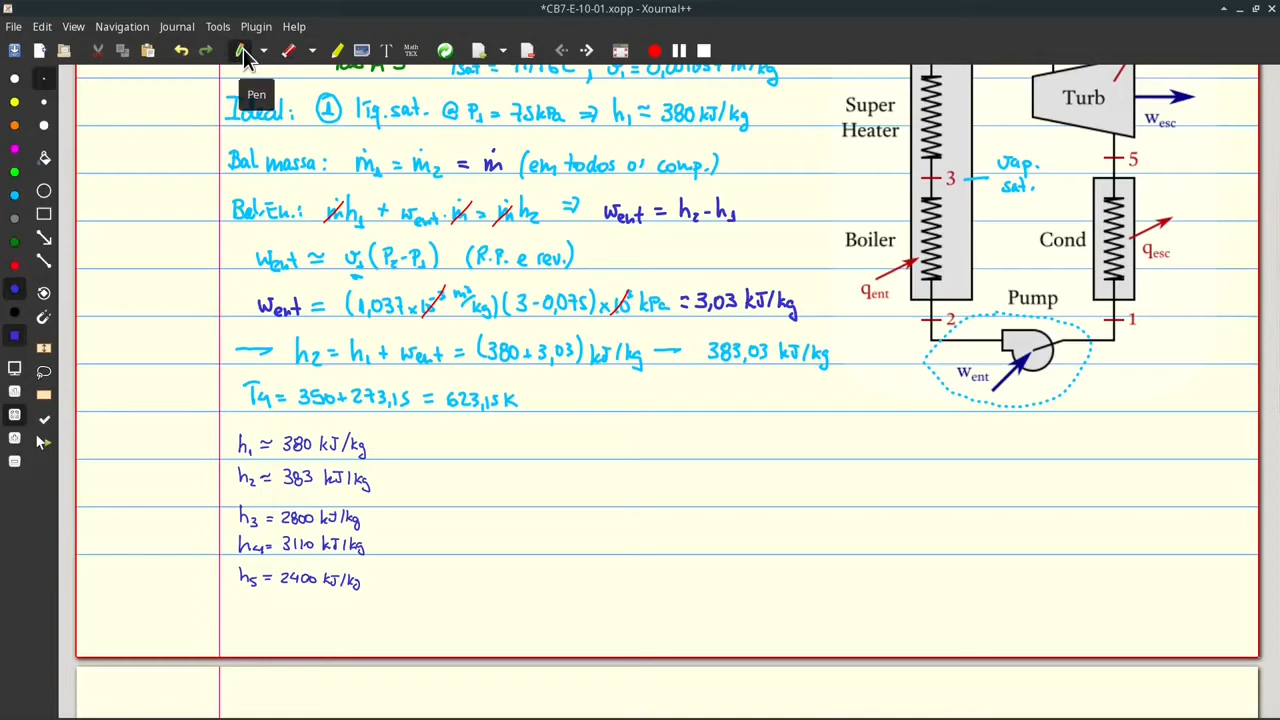 *CB7-E-10-01.xopp - Xournal++
File Edit View Navigation Journal Tools Plugin Help
Pen
Ideal: ① líq.sat. @ P₁ = 75kPa ⇒ h₁ ≃ 380 kJ/kg
Bal massa: ṁ₁ = ṁ₂ = ṁ (em todos os comp.)
Bal.En.: ṁh₁ + went·ṁ = ṁh₂ ⇒ went = h₂-h₁
went ≃ v₁(P₂-P₁) (R.P. e rev.)
went = (1,037×10⁻³ m³/kg)(3-0,075)×10³ kPa = 3,03 kJ/kg
→ h₂ = h₁ + went = (380+3,03) kJ/kg — 383,03 kJ/kg
T₄ = 350+273,15 = 623,15K
h₁ ≃ 380 kJ/kg
h₂ ≃ 383 kJ/kg
h₃ = 2800 kJ/kg
h₄ = 3110 kJ/kg
h₅ = 2400 kJ/kg
Super
Heater
Turb
wesc
5
3
vap.
sat.
Boiler
Cond
qesc
qent
Pump
2
1
went